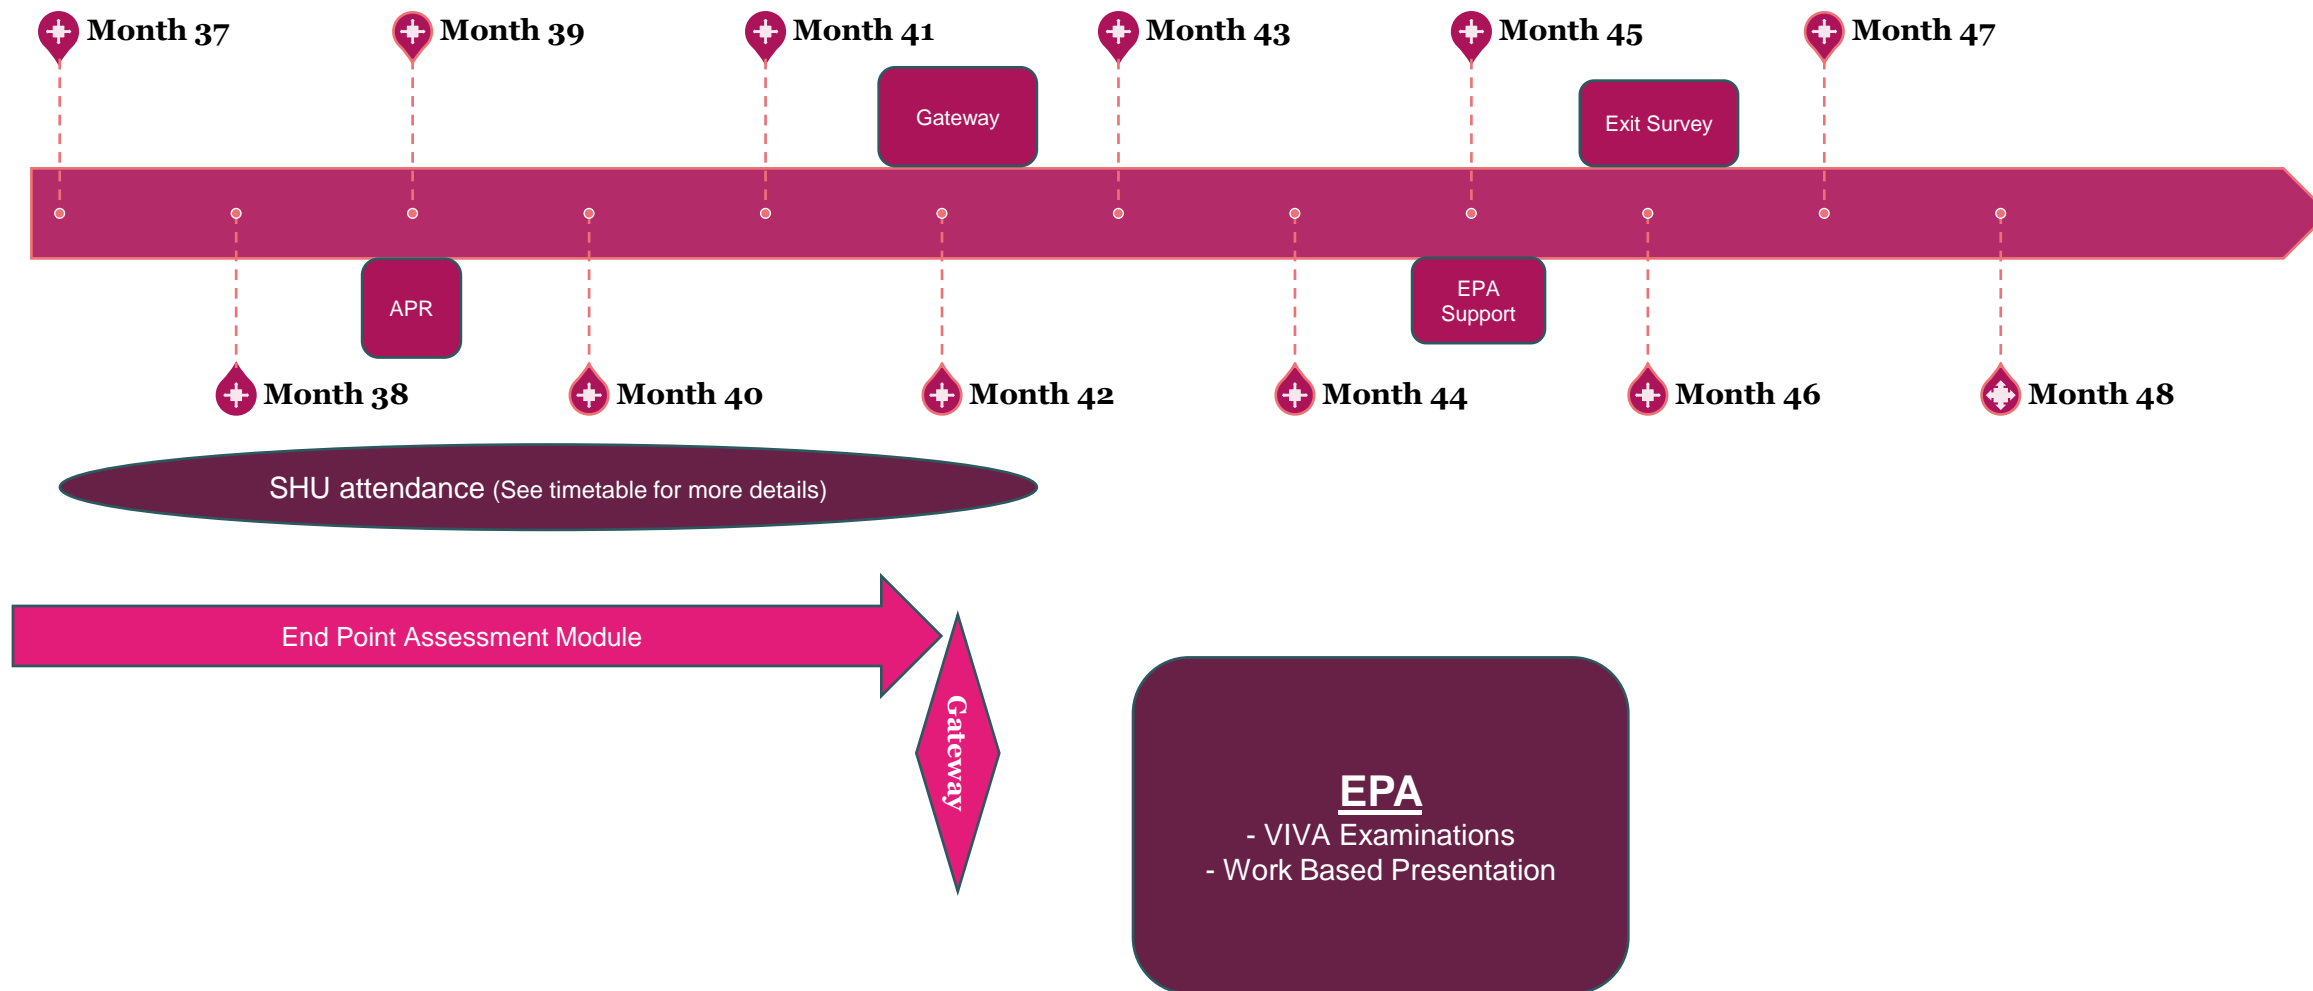 Month 37
Month 39
Month 41
Month 43
Month 45
Month 47
Gateway
Exit Survey
APR
EPA
Support
Month 38
Month 40
Month 42
Month 44
Month 46
Month 48
SHU attendance (See timetable for more details)
End Point Assessment Module
Gateway
EPA
- VIVA Examinations
- Work Based Presentation